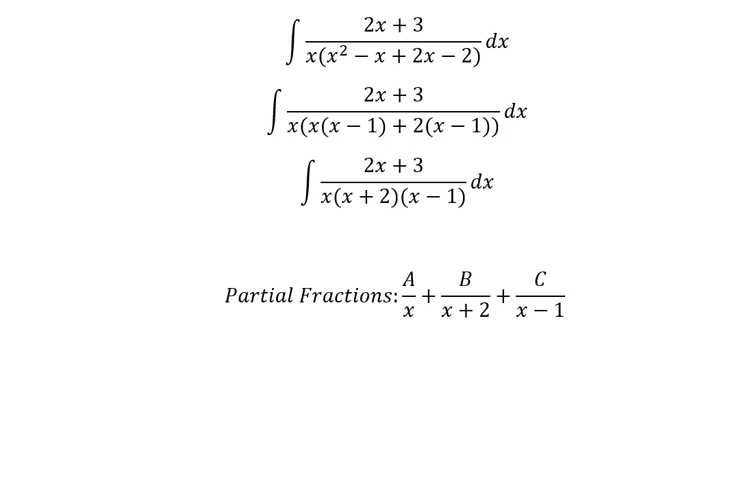 ∫ (2x + 3)/(x(x² − x + 2x − 2)) dx
∫ (2x + 3)/(x(x(x − 1) + 2(x − 1))) dx
∫ (2x + 3)/(x(x + 2)(x − 1)) dx
Partial Fractions: A/x + B/(x + 2) + C/(x − 1)